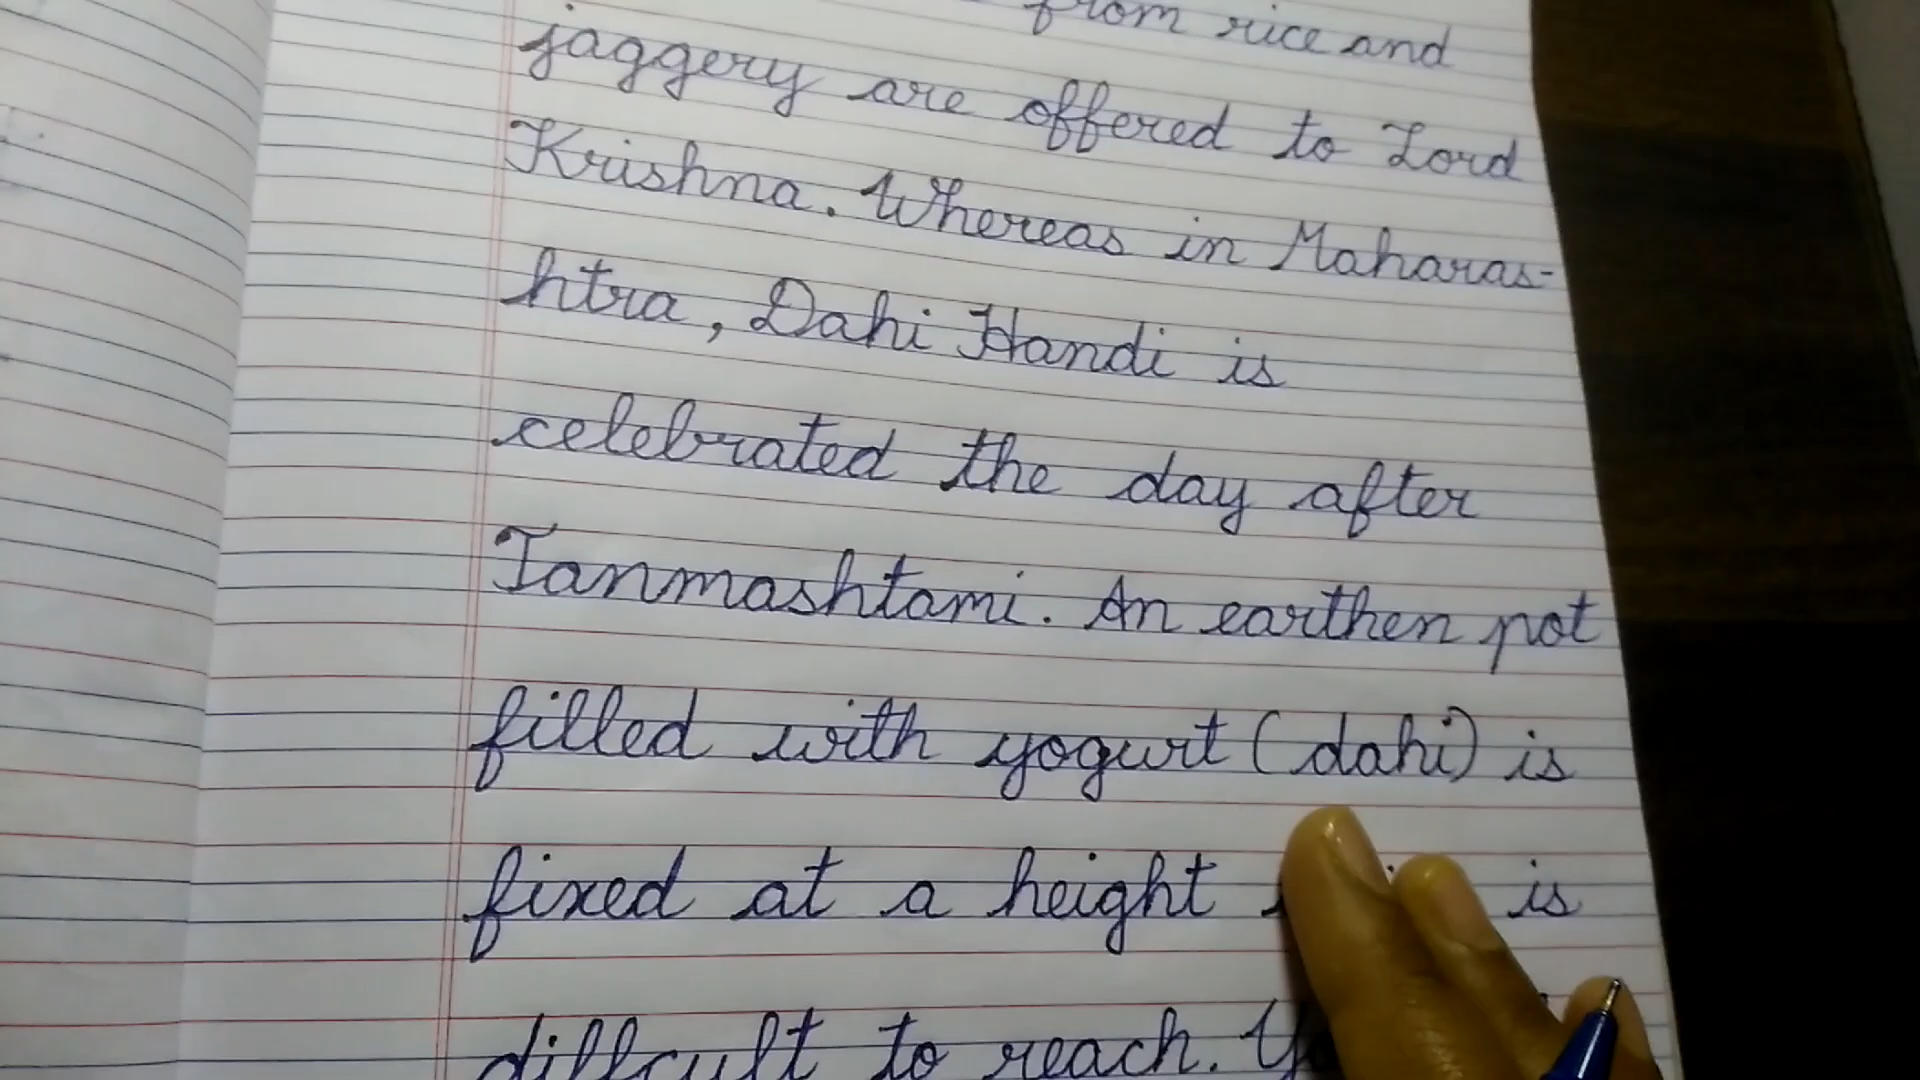 from rice and
jaggery are offered to Lord
Krishna. Whereas in Maharas-
htra, Dahi Handi is
celebrated the day after
Janmashtami. An earthen pot
filled with yogurt (dahi) is
fixed at a height is
difficult to reach.